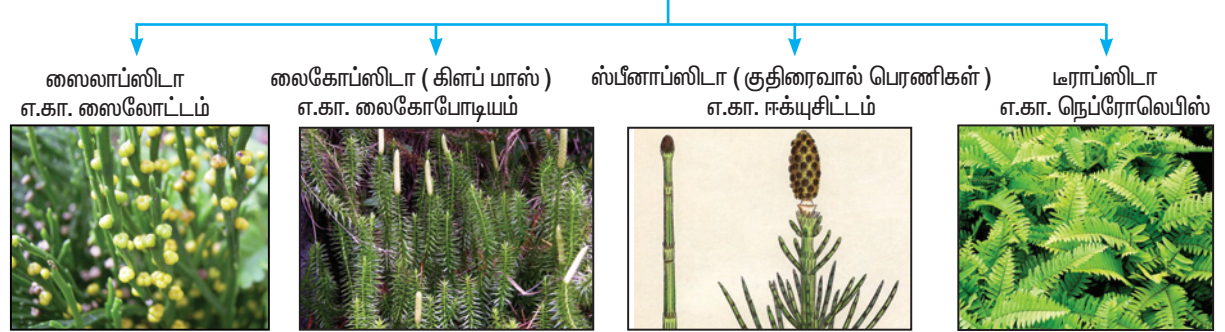 ஸைலாப்ஸிடா
எ.கா. ஸைலோட்டம்
லைகோப்ஸிடா ( கிளப் மாஸ் )
எ.கா. லைகோபோடியம்
ஸ்பீனாப்ஸிடா ( குதிரைவால் பெரணிகள் )
எ.கா. ஈக்யுசிட்டம்
டீராப்ஸிடா
எ.கா. நெப்ரோலெபிஸ்